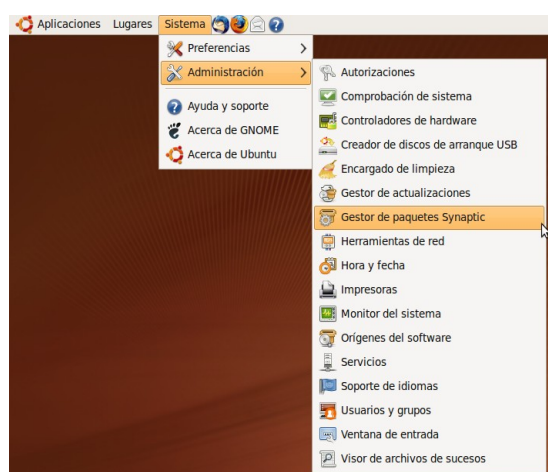 Aplicaciones Lugares Sistema
Preferencias
Administración
Ayuda y soporte
Acerca de GNOME
Acerca de Ubuntu
Autorizaciones
Comprobación de sistema
Controladores de hardware
Creador de discos de arranque USB
Encargado de limpieza
Gestor de actualizaciones
Gestor de paquetes Synaptic
Herramientas de red
Hora y fecha
Impresoras
Monitor del sistema
Orígenes del software
Servicios
Soporte de idiomas
Usuarios y grupos
Ventana de entrada
Visor de archivos de sucesos